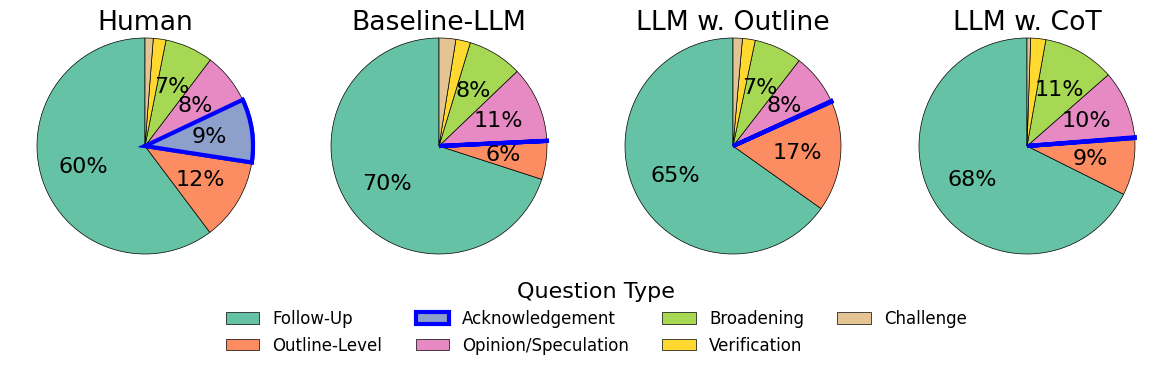 Human
Baseline-LLM
LLM w. Outline
LLM w. CoT
7%
8%
9%
12%
60%
8%
11%
6%
70%
7%
8%
17%
65%
11%
10%
9%
68%
Question Type
Follow-Up
Acknowledgement
Broadening
Challenge
Outline-Level
Opinion/Speculation
Verification